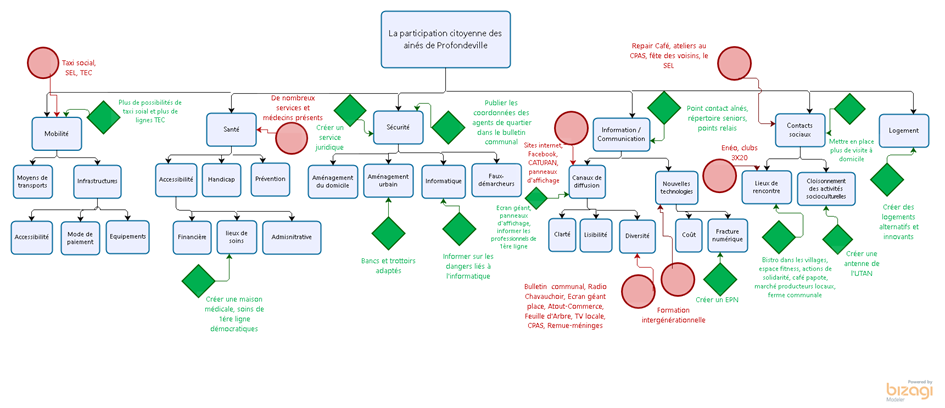 La participation citoyenne des
ainés de Profondeville
Taxi social,
SEL, TEC
Repair Café, ateliers au
CPAS, fête des voisins, le
SEL
Plus de possibilités de
taxi soial et plus de
lignes TEC
De nombreux
services et
médecins présents
Créer un
service
juridique
Publier les
coordonnées des
agents de quartier
dans le bulletin
communal
Point contact aînés,
répertoire seniors,
points relais
Mettre en place
plus de visite à
domicile
Mobilité
Santé
Sécurité
Information /
Communication
Contacts
sociaux
Logement
Sites internet,
Facebook,
CATUPAN,
panneaux
d'affichage
Enéo, clubs
3X20
Moyens de
transports
Infrastructures
Accessibilité
Handicap
Prévention
Aménagement
du domicile
Aménagement
urbain
Informatique
Faux-
démarcheurs
Canaux de
diffusion
Nouvelles
technologies
Lieux de
rencontre
Cloisonnement
des activités
socioculturelles
Ecran géant,
panneaux
d'affichage,
informer les
professionnels de
1ère ligne
Créer des
logements
alternatifs et
innovants
Accessibilité
Mode de
paiement
Equipements
Financière
lieux de
soins
Admisnitrative
Clarté
Lisibilité
Diversité
Coût
Fracture
numérique
Bancs et trottoirs
adaptés
Informer sur les
dangers liés à
l'informatique
Bistro dans les villages,
espace fitness, actions de
solidarité, café papote,
marché producteurs locaux,
ferme communale
Créer une
antenne de
l'UTAN
Créer une maison
médicale, soins de
1ère ligne
démocratiques
Bulletin communal, Radio
Chavauchoir, Ecran géant
place, Atout-Commerce,
Feuille d'Arbre, TV locale,
CPAS, Remue-méninges
Formation
intergénérationnelle
Créer un EPN
Powered by
bizagi
Modeler